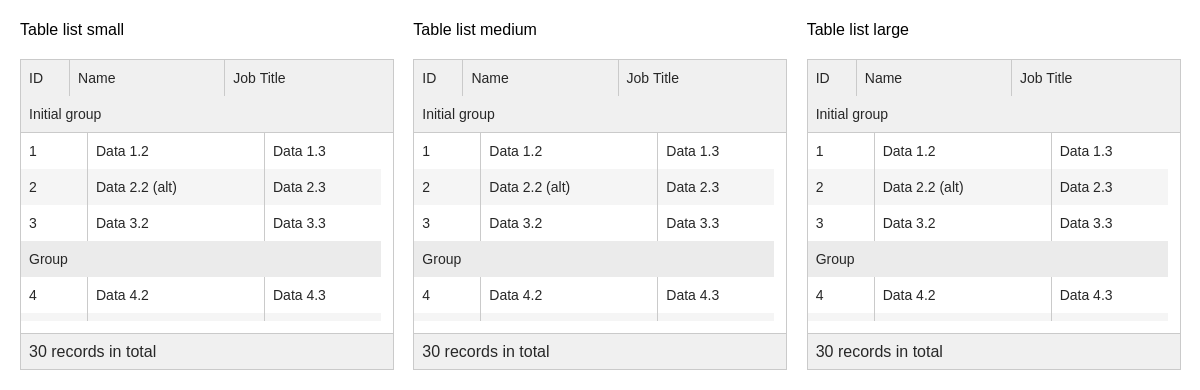 Table list small
ID Name Job Title
Initial group
1 Data 1.2 Data 1.3
2 Data 2.2 (alt) Data 2.3
3 Data 3.2 Data 3.3
Group
4 Data 4.2 Data 4.3
30 records in total
Table list medium
ID Name Job Title
Initial group
1 Data 1.2 Data 1.3
2 Data 2.2 (alt) Data 2.3
3 Data 3.2 Data 3.3
Group
4 Data 4.2 Data 4.3
30 records in total
Table list large
ID Name Job Title
Initial group
1 Data 1.2 Data 1.3
2 Data 2.2 (alt) Data 2.3
3 Data 3.2 Data 3.3
Group
4 Data 4.2 Data 4.3
30 records in total